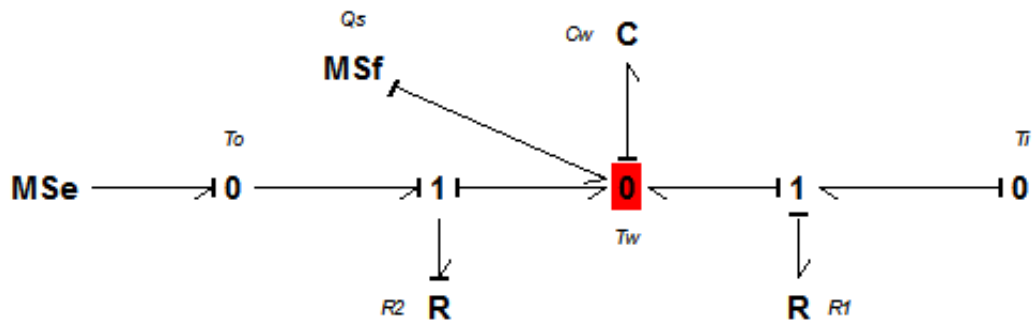 Qs
Cw C
MSf
To
Ti
MSe 0 1 0 1 0
Tw
R2 R
R R1